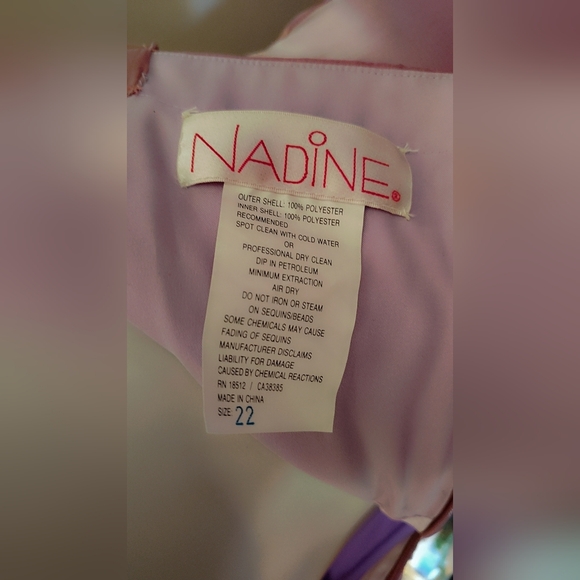 NADINE®
OUTER SHELL: 100% POLYESTER
INNER SHELL: 100% POLYESTER
RECOMMENDED
SPOT CLEAN WITH COLD WATER
OR
PROFESSIONAL DRY CLEAN
DIP IN PETROLEUM
MINIMUM EXTRACTION
AIR DRY
DO NOT IRON OR STEAM
ON SEQUINS/BEADS
SOME CHEMICALS MAY CAUSE
FADING OF SEQUINS
MANUFACTURER DISCLAIMS
LIABILITY FOR DAMAGE
CAUSED BY CHEMICAL REACTIONS
RN 18512 / CA38385
MADE IN CHINA
SIZE: 22